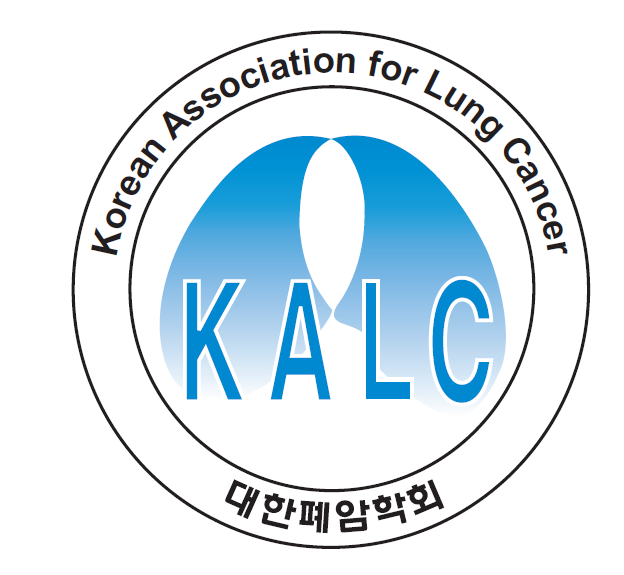 Korean Association for Lung Cancer
KALC
대한폐암학회